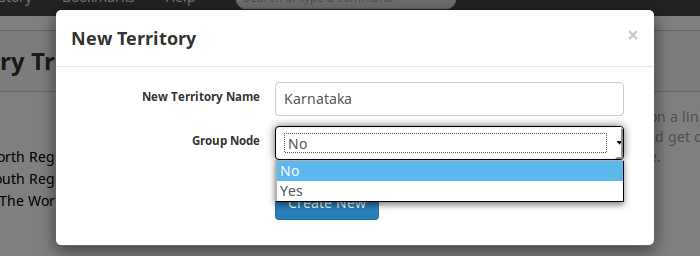 story Bookmarks Help Search or type a command
New Territory ×
ry Tr
New Territory Name Karnataka
on a lin
Group Node No
d get
orth Reg
No
outh Reg
Yes
The Wor
Create New